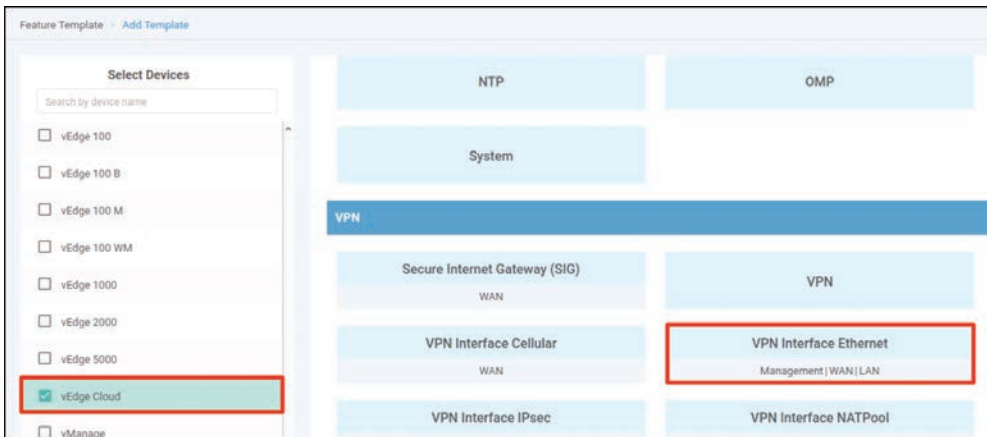 Feature Template › Add Template
Select Devices
Search by device name
vEdge 100
vEdge 100 B
vEdge 100 M
vEdge 100 WM
vEdge 1000
vEdge 2000
vEdge 5000
vEdge Cloud
vManage
NTP
OMP
System
VPN
Secure Internet Gateway (SIG)
WAN
VPN
VPN Interface Cellular
WAN
VPN Interface Ethernet
Management | WAN | LAN
VPN Interface IPsec
VPN Interface NATPool